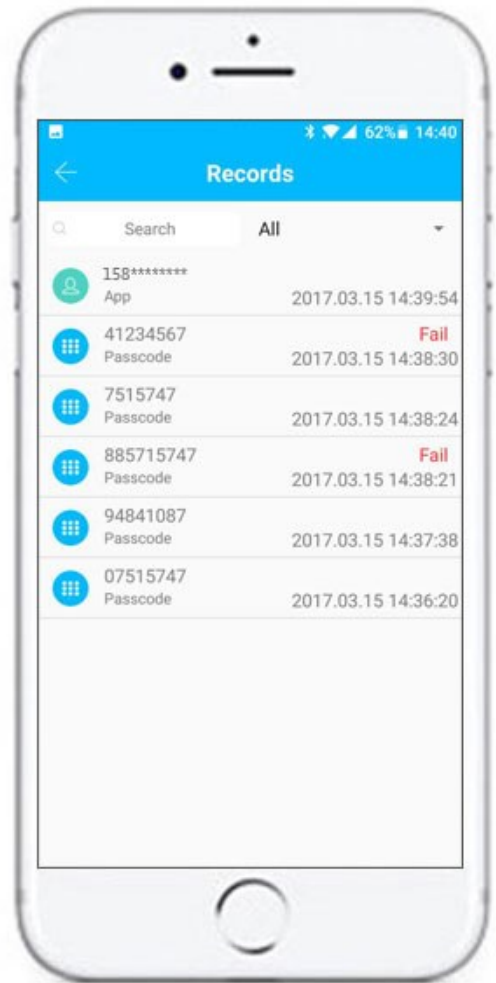 62% 14:40
Records
Search All
158********
App 2017.03.15 14:39:54
41234567 Fail
Passcode 2017.03.15 14:38:30
7515747
Passcode 2017.03.15 14:38:24
885715747 Fail
Passcode 2017.03.15 14:38:21
94841087
Passcode 2017.03.15 14:37:38
07515747
Passcode 2017.03.15 14:36:20